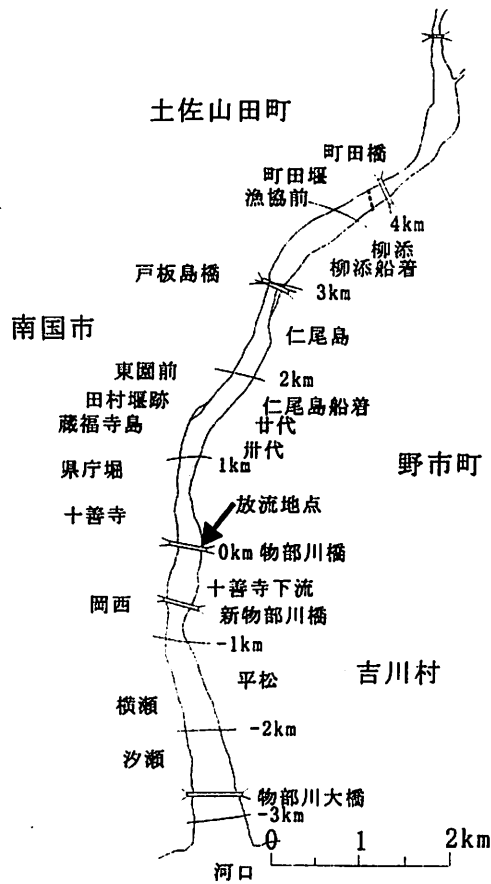 土佐山田町
町田橋
町田堰
漁協前
4km
柳添
柳添船着
戸板島橋
3km
南国市
仁尾島
東園前
2km
田村堰跡
仁尾島船着
蔵福寺島
廿代
卅代
県庁堀
1km
野市町
十善寺
放流地点
0km 物部川橋
十善寺下流
岡西
新物部川橋
-1km
平松
吉川村
横瀬
-2km
汐瀬
物部川大橋
-3km
0 1 2km
河口